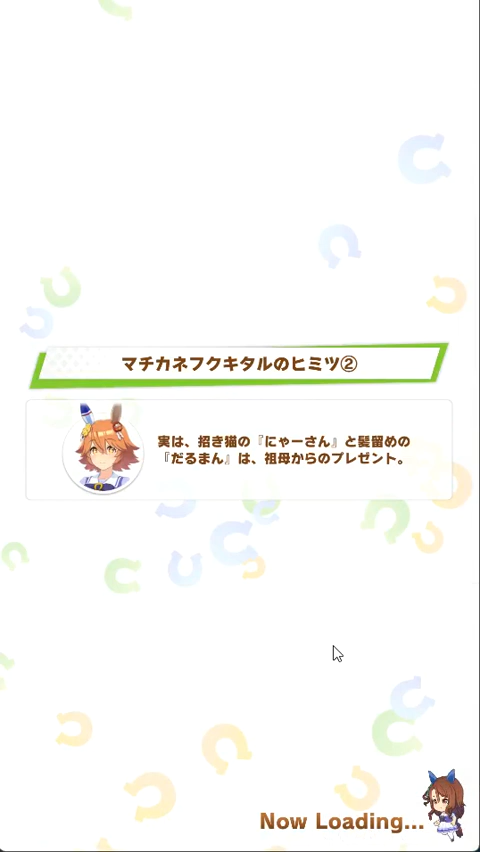 マチカネフクキタルのヒミツ②
実は、招き猫の『にゃーさん』と髪留めの
『だるまん』は、祖母からのプレゼント。
Now Loading...